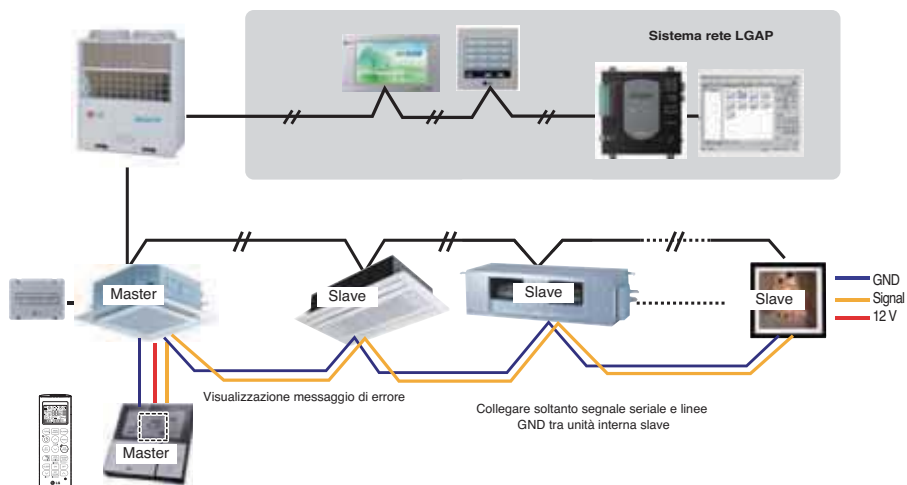 Sistema rete LGAP
Master
Slave
Slave
Slave
GND
Signal
12 V
Visualizzazione messaggio di errore
Collegare soltanto segnale seriale e linee
GND tra unità interna slave
Master
LG